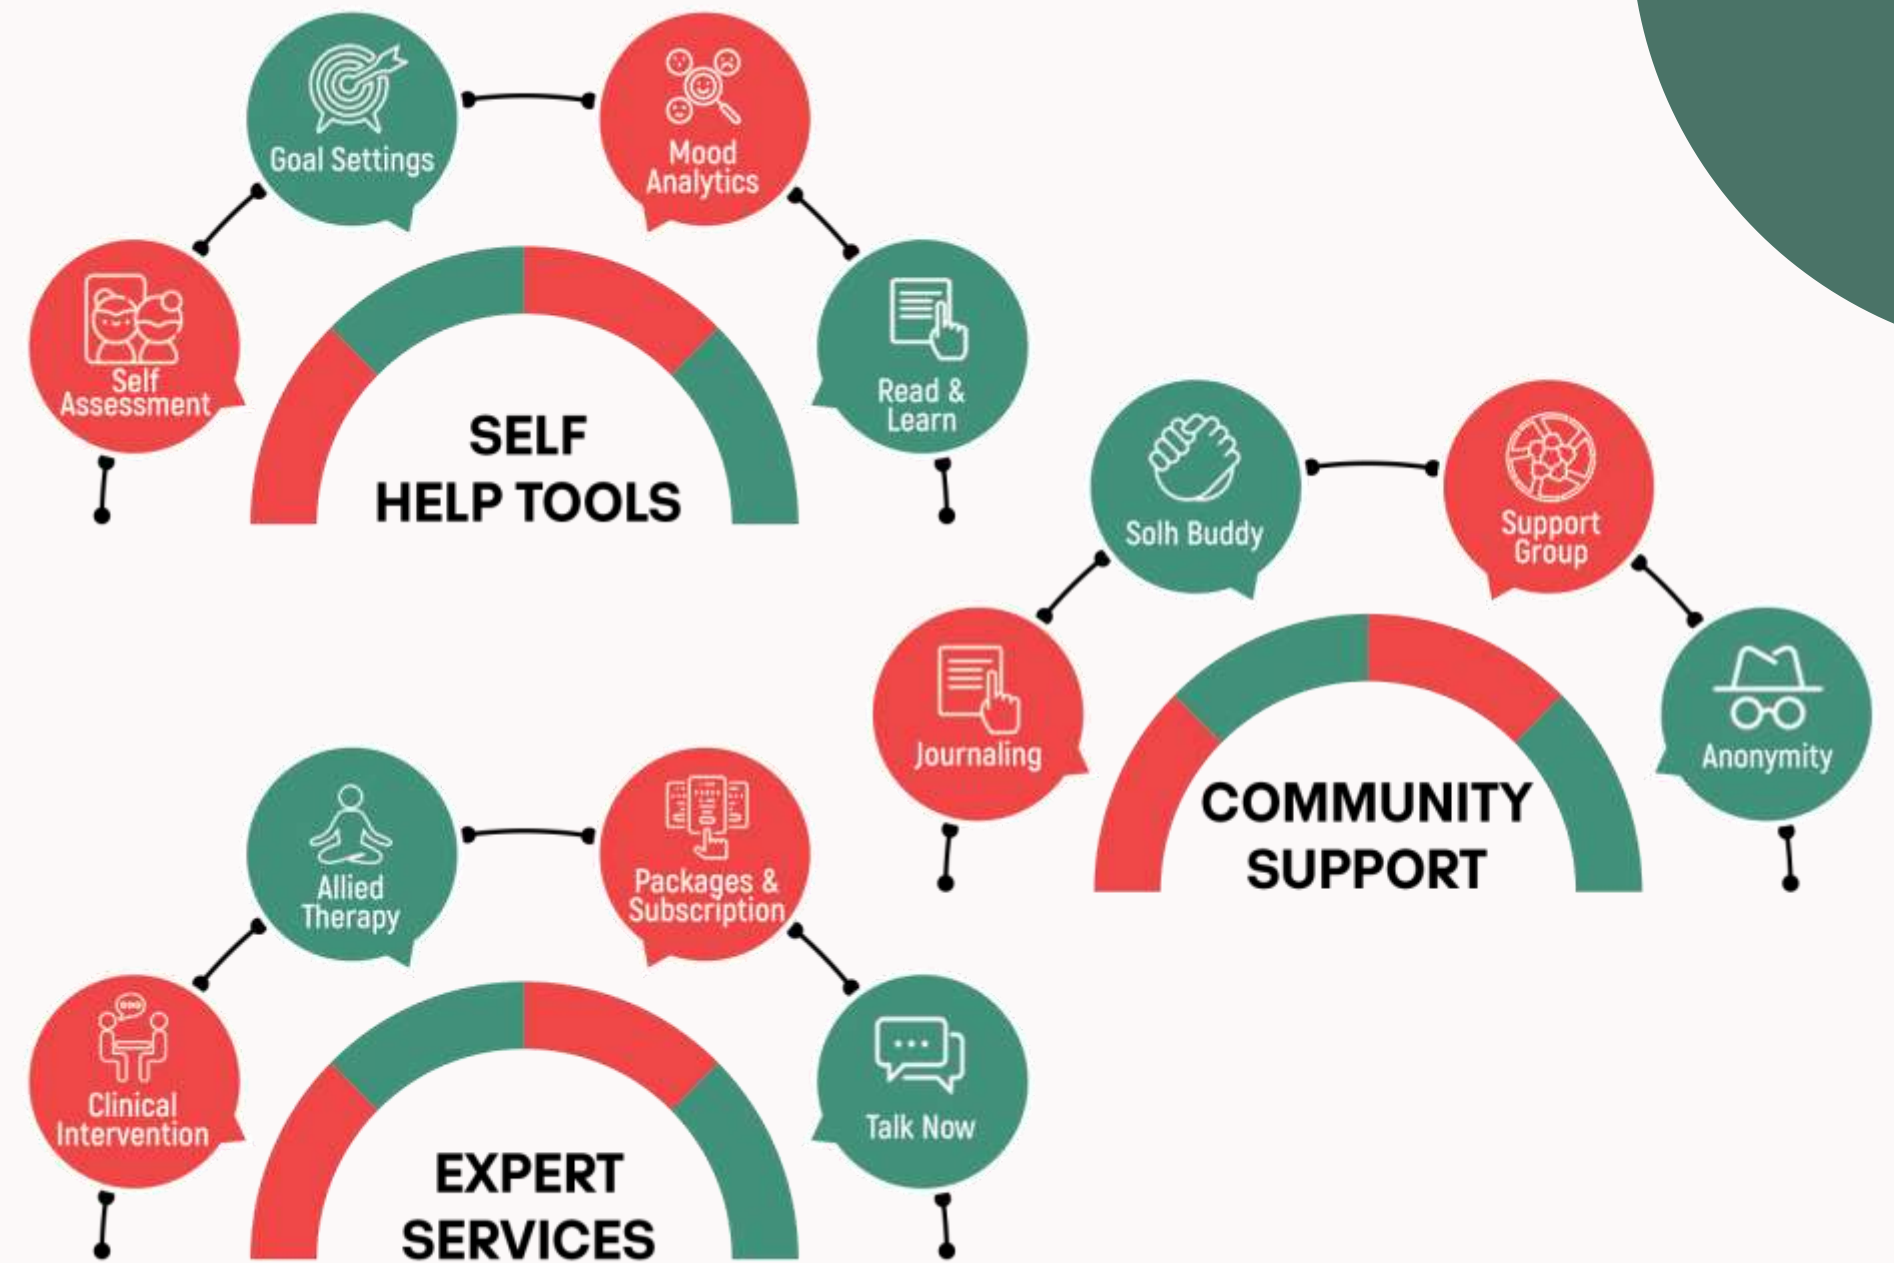 Goal Settings
Mood
Analytics
Self
Assessment
Read &
Learn
SELF
HELP TOOLS
Solh Buddy
Support
Group
Journaling
Anonymity
COMMUNITY
SUPPORT
Allied
Therapy
Packages &
Subscription
Clinical
Intervention
Talk Now
EXPERT
SERVICES